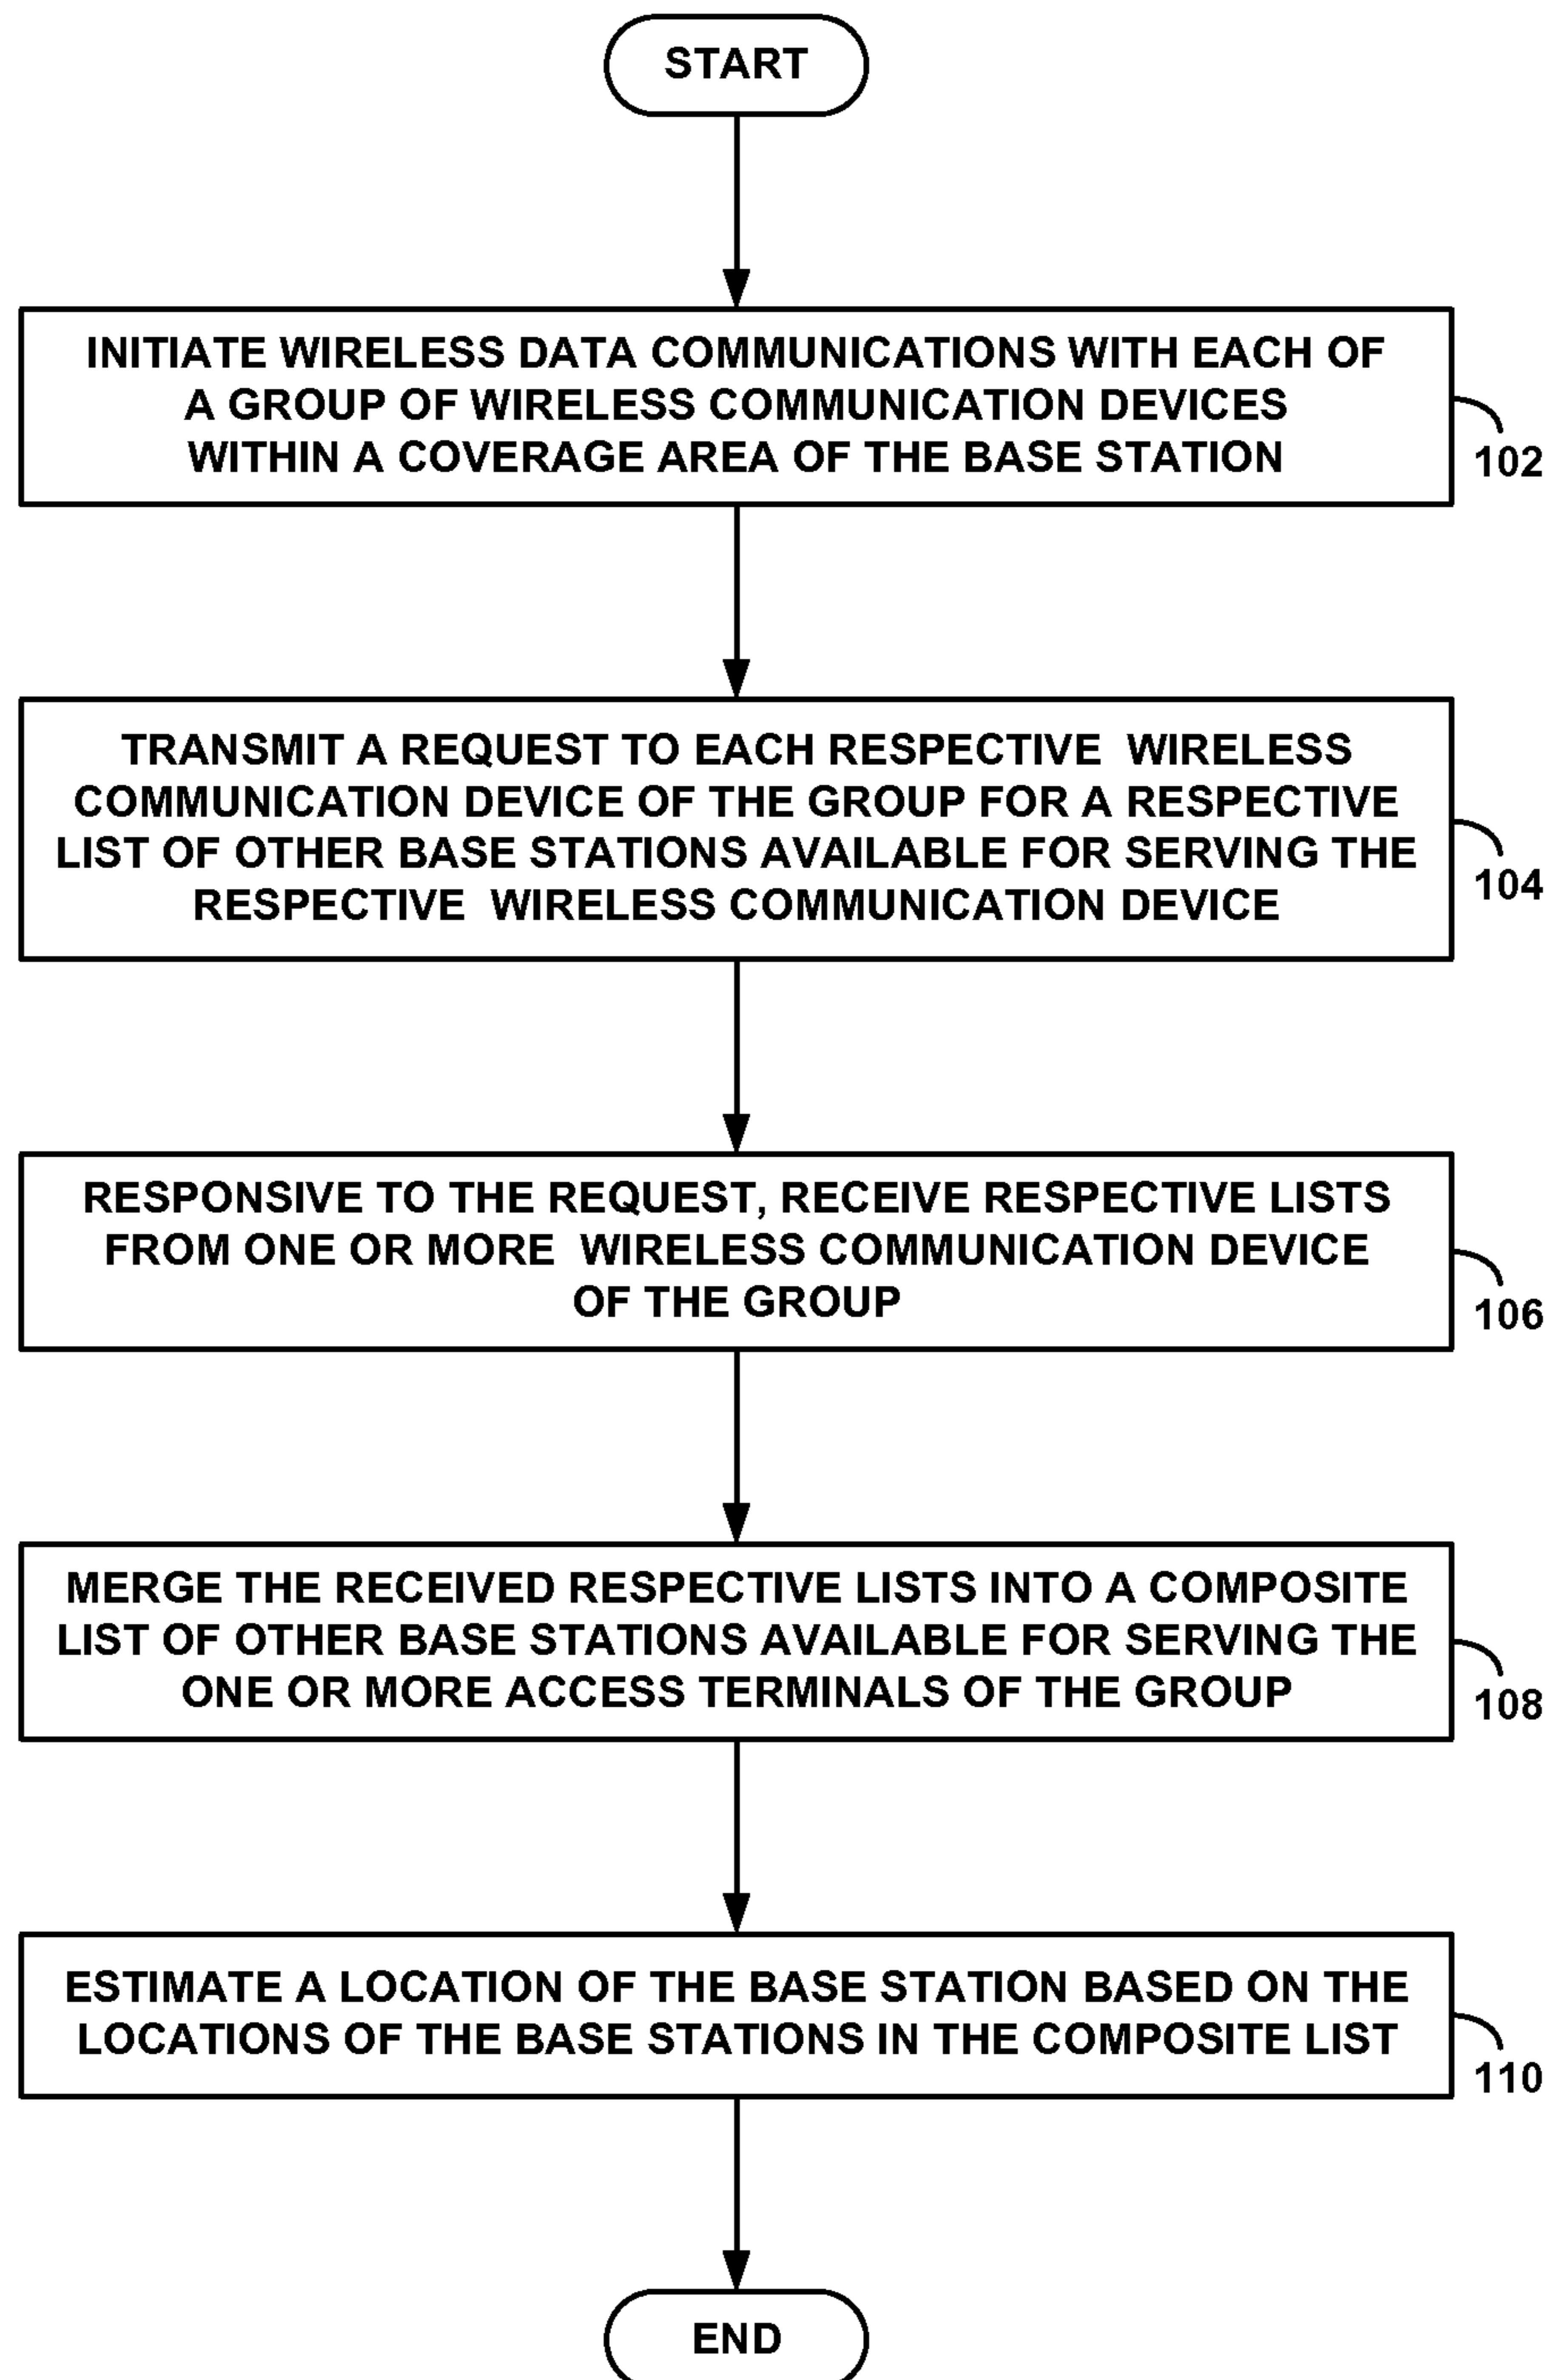 START
INITIATE WIRELESS DATA COMMUNICATIONS WITH EACH OF
A GROUP OF WIRELESS COMMUNICATION DEVICES
WITHIN A COVERAGE AREA OF THE BASE STATION
102
TRANSMIT A REQUEST TO EACH RESPECTIVE  WIRELESS
COMMUNICATION DEVICE OF THE GROUP FOR A RESPECTIVE
LIST OF OTHER BASE STATIONS AVAILABLE FOR SERVING THE
RESPECTIVE  WIRELESS COMMUNICATION DEVICE
104
RESPONSIVE TO THE REQUEST, RECEIVE RESPECTIVE LISTS
FROM ONE OR MORE  WIRELESS COMMUNICATION DEVICE
OF THE GROUP
106
MERGE THE RECEIVED RESPECTIVE LISTS INTO A COMPOSITE
LIST OF OTHER BASE STATIONS AVAILABLE FOR SERVING THE
ONE OR MORE ACCESS TERMINALS OF THE GROUP
108
ESTIMATE A LOCATION OF THE BASE STATION BASED ON THE
LOCATIONS OF THE BASE STATIONS IN THE COMPOSITE LIST
110
END